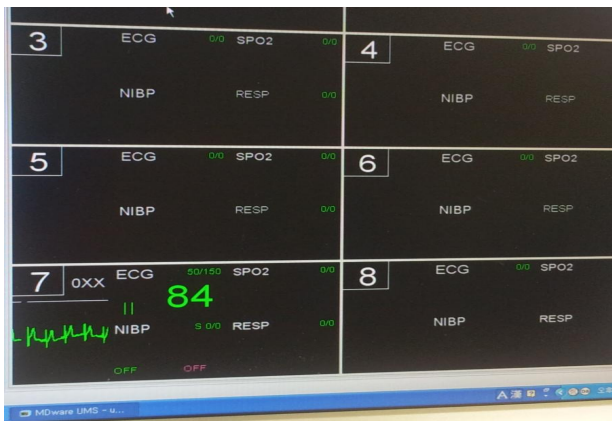 3 ECG 0/0 SPO2 0/0
4 ECG 0/0 SPO2
NIBP RESP 0/0
NIBP RESP
5 ECG 0/0 SPO2 0/0
6 ECG 0/0 SPO2
NIBP RESP 0/0
NIBP RESP
7 0XX ECG 50/150 SPO2 0/0
8 ECG 0/0 SPO2
II 84
NIBP S 0/0 RESP 0/0
NIBP RESP
OFF OFF
A 漢
MDware UMS - u...